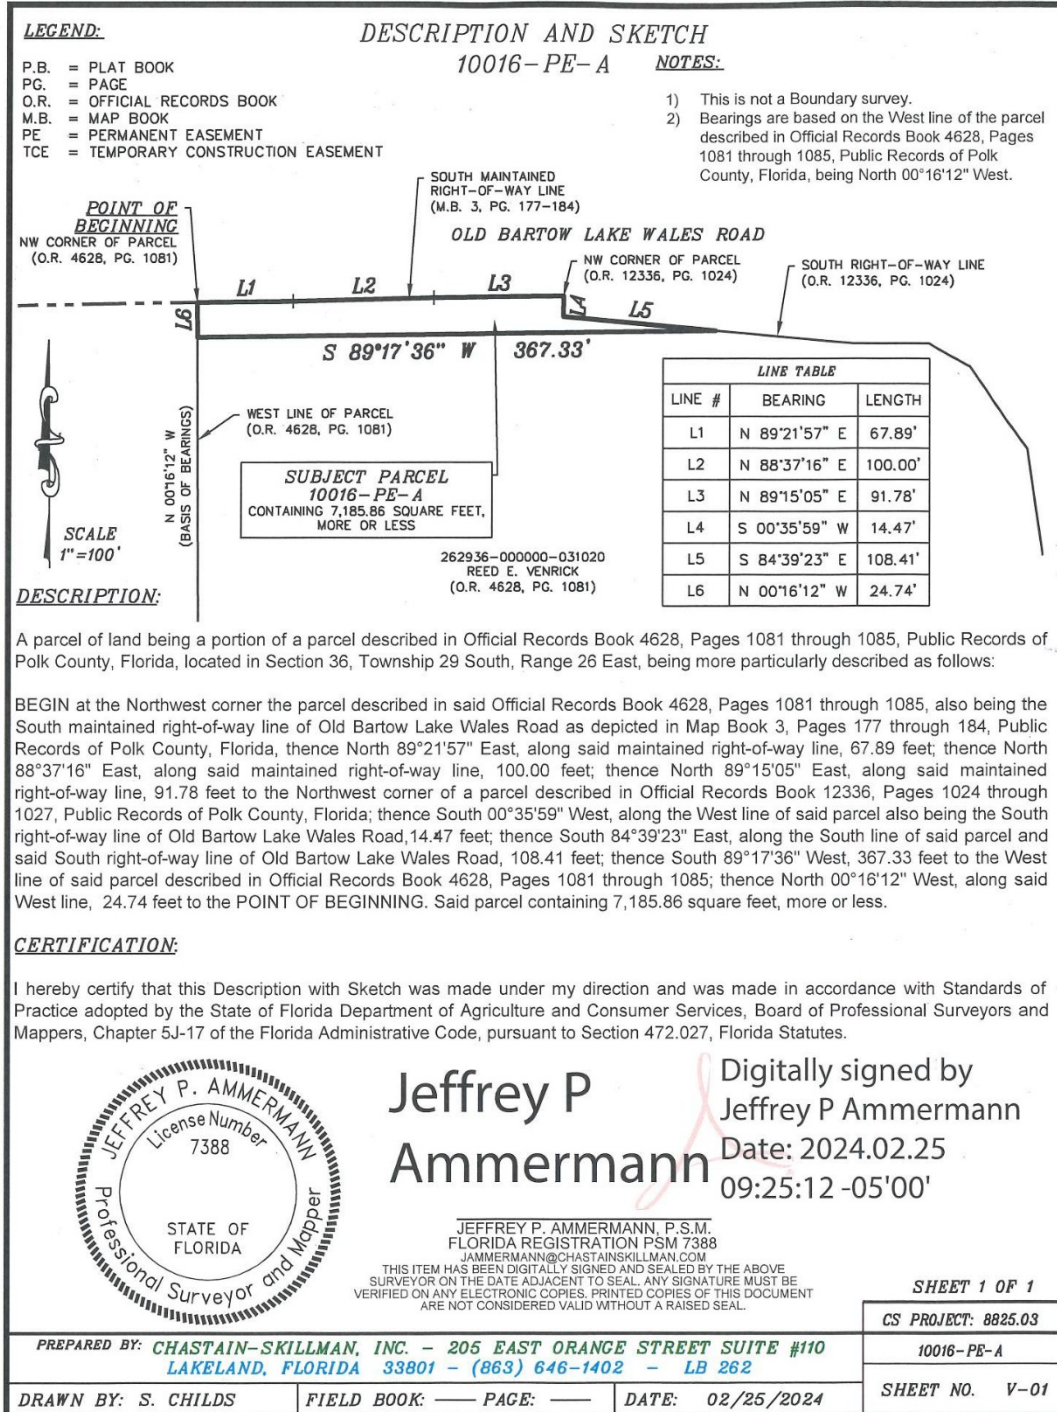 LEGEND:
P.B. = PLAT BOOK
PG. = PAGE
O.R. = OFFICIAL RECORDS BOOK
M.B. = MAP BOOK
PE = PERMANENT EASEMENT
TCE = TEMPORARY CONSTRUCTION EASEMENT
DESCRIPTION AND SKETCH
10016-PE-A
NOTES:
1) This is not a Boundary survey.
2) Bearings are based on the West line of the parcel
described in Official Records Book 4628, Pages
1081 through 1085, Public Records of Polk
County, Florida, being North 00°16'12" West.
POINT OF
BEGINNING
NW CORNER OF PARCEL
(O.R. 4628, PG. 1081)
SOUTH MAINTAINED
RIGHT-OF-WAY LINE
(M.B. 3, PG. 177-184)
OLD BARTOW LAKE WALES ROAD
NW CORNER OF PARCEL
(O.R. 12336, PG. 1024)
SOUTH RIGHT-OF-WAY LINE
(O.R. 12336, PG. 1024)
L1
L2
L3
L4
L5
L6
S 89°17'36" W 367.33'
WEST LINE OF PARCEL
(O.R. 4628, PG. 1081)
N 00°16'12" W
(BASIS OF BEARINGS)
SUBJECT PARCEL
10016-PE-A
CONTAINING 7,185.86 SQUARE FEET,
MORE OR LESS
SCALE
1"=100'
262936-000000-031020
REED E. VENRICK
(O.R. 4628, PG. 1081)
LINE TABLE
LINE # BEARING LENGTH
L1 N 89°21'57" E 67.89'
L2 N 88°37'16" E 100.00'
L3 N 89°15'05" E 91.78'
L4 S 00°35'59" W 14.47'
L5 S 84°39'23" E 108.41'
L6 N 00°16'12" W 24.74'
DESCRIPTION:
A parcel of land being a portion of a parcel described in Official Records Book 4628, Pages 1081 through 1085, Public Records of
Polk County, Florida, located in Section 36, Township 29 South, Range 26 East, being more particularly described as follows:
BEGIN at the Northwest corner the parcel described in said Official Records Book 4628, Pages 1081 through 1085, also being the
South maintained right-of-way line of Old Bartow Lake Wales Road as depicted in Map Book 3, Pages 177 through 184, Public
Records of Polk County, Florida, thence North 89°21'57" East, along said maintained right-of-way line, 67.89 feet; thence North
88°37'16" East, along said maintained right-of-way line, 100.00 feet; thence North 89°15'05" East, along said maintained
right-of-way line, 91.78 feet to the Northwest corner of a parcel described in Official Records Book 12336, Pages 1024 through
1027, Public Records of Polk County, Florida; thence South 00°35'59" West, along the West line of said parcel also being the South
right-of-way line of Old Bartow Lake Wales Road,14.47 feet; thence South 84°39'23" East, along the South line of said parcel and
said South right-of-way line of Old Bartow Lake Wales Road, 108.41 feet; thence South 89°17'36" West, 367.33 feet to the West
line of said parcel described in Official Records Book 4628, Pages 1081 through 1085; thence North 00°16'12" West, along said
West line, 24.74 feet to the POINT OF BEGINNING. Said parcel containing 7,185.86 square feet, more or less.
CERTIFICATION:
I hereby certify that this Description with Sketch was made under my direction and was made in accordance with Standards of
Practice adopted by the State of Florida Department of Agriculture and Consumer Services, Board of Professional Surveyors and
Mappers, Chapter 5J-17 of the Florida Administrative Code, pursuant to Section 472.027, Florida Statutes.
JEFFREY P. AMMERMANN
License Number
7388
STATE OF
FLORIDA
Professional Surveyor and Mapper
Jeffrey P
Ammermann
Digitally signed by
Jeffrey P Ammermann
Date: 2024.02.25
09:25:12 -05'00'
JEFFREY P. AMMERMANN, P.S.M.
FLORIDA REGISTRATION PSM 7388
JAMMERMANN@CHASTAINSKILLMAN.COM
THIS ITEM HAS BEEN DIGITALLY SIGNED AND SEALED BY THE ABOVE
SURVEYOR ON THE DATE ADJACENT TO SEAL. ANY SIGNATURE MUST BE
VERIFIED ON ANY ELECTRONIC COPIES. PRINTED COPIES OF THIS DOCUMENT
ARE NOT CONSIDERED VALID WITHOUT A RAISED SEAL.
SHEET 1 OF 1
CS PROJECT: 8825.03
10016-PE-A
SHEET NO. V-01
PREPARED BY: CHASTAIN-SKILLMAN, INC. - 205 EAST ORANGE STREET SUITE #110
LAKELAND, FLORIDA 33801 - (863) 646-1402 - LB 262
DRAWN BY: S. CHILDS FIELD BOOK: —— PAGE: —— DATE: 02/25/2024